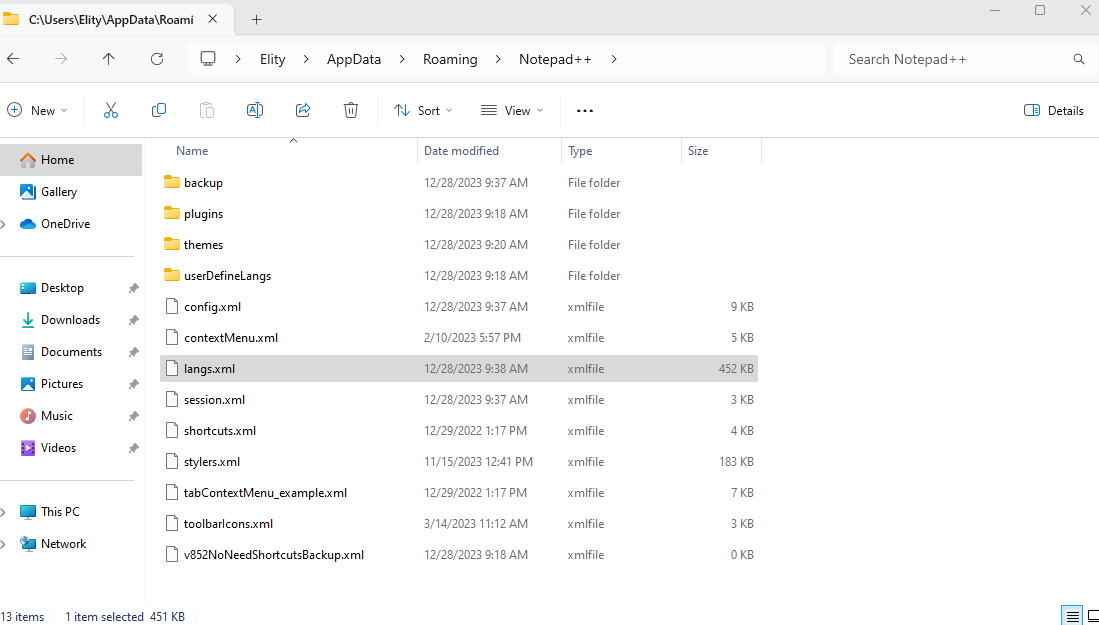 C:\Users\Elity\AppData\Roami
Elity > AppData > Roaming > Notepad++ >
Search Notepad++
New
Sort
View
Details
Name Date modified Type Size
Home
Gallery
OneDrive
Desktop
Downloads
Documents
Pictures
Music
Videos
This PC
Network
backup 12/28/2023 9:37 AM File folder
plugins 12/28/2023 9:18 AM File folder
themes 12/28/2023 9:20 AM File folder
userDefineLangs 12/28/2023 9:18 AM File folder
config.xml 12/28/2023 9:37 AM xmlfile 9 KB
contextMenu.xml 2/10/2023 5:57 PM xmlfile 5 KB
langs.xml 12/28/2023 9:38 AM xmlfile 452 KB
session.xml 12/28/2023 9:37 AM xmlfile 3 KB
shortcuts.xml 12/29/2022 1:17 PM xmlfile 4 KB
stylers.xml 11/15/2023 12:41 PM xmlfile 183 KB
tabContextMenu_example.xml 12/29/2022 1:17 PM xmlfile 7 KB
toolbarIcons.xml 3/14/2023 11:12 AM xmlfile 3 KB
v852NoNeedShortcutsBackup.xml 12/28/2023 9:18 AM xmlfile 0 KB
13 items 1 item selected 451 KB